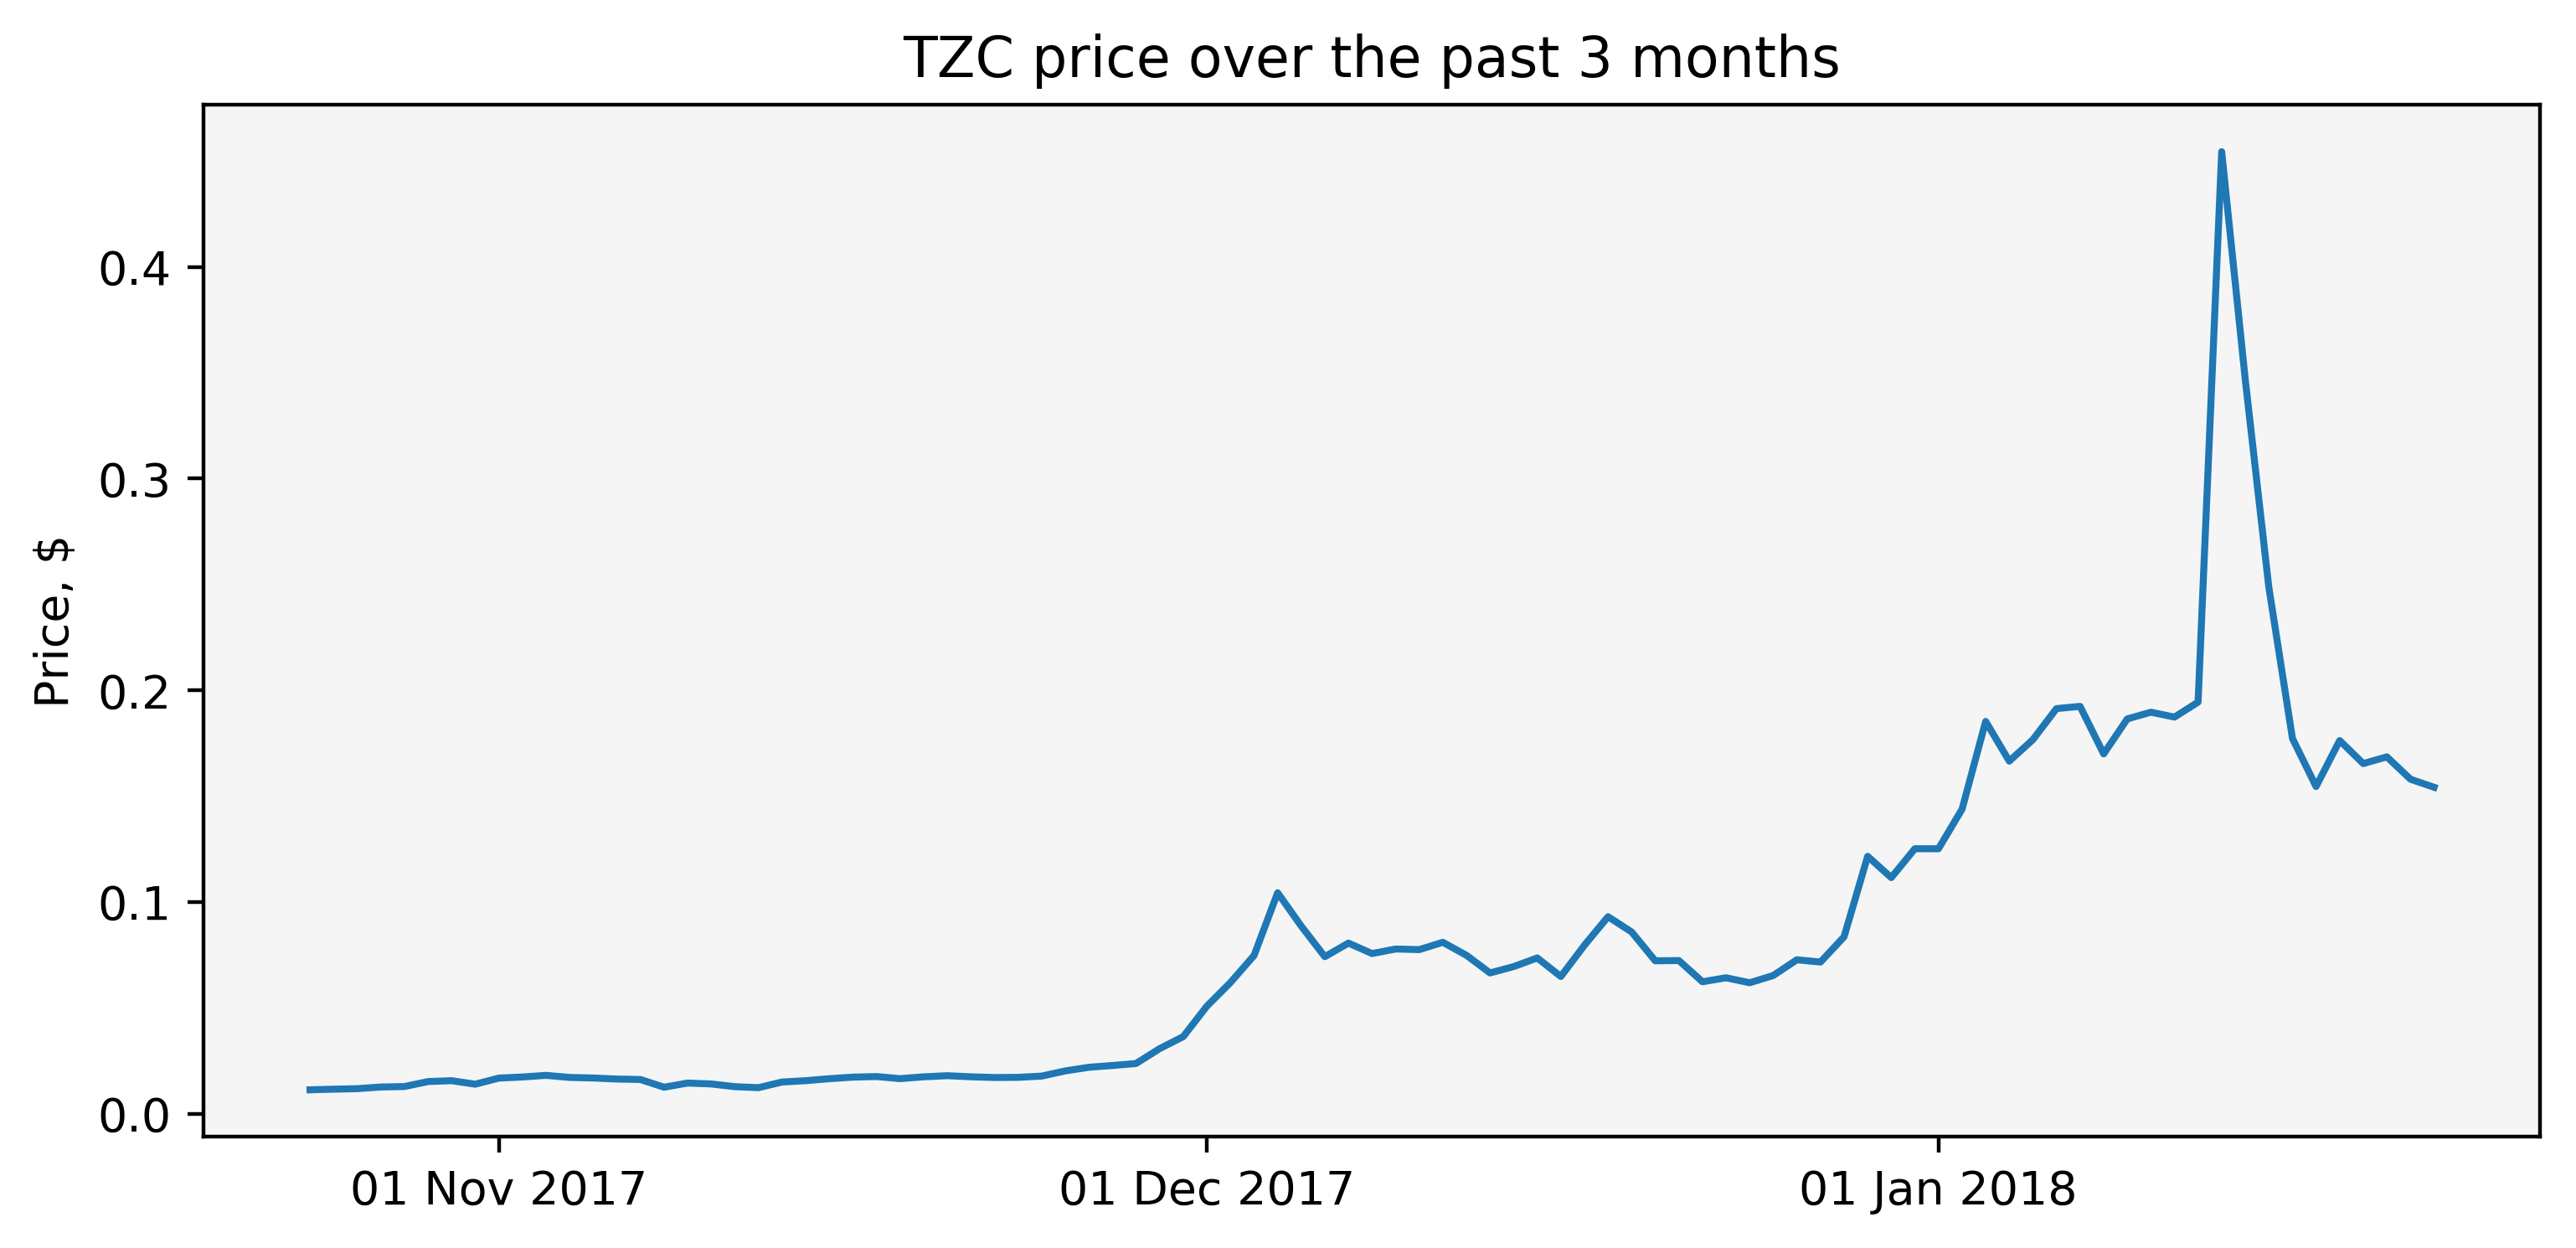 TZC price over the past 3 months
Price, $
0.4
0.3
0.2
0.1
0.0
01 Nov 2017
01 Dec 2017
01 Jan 2018